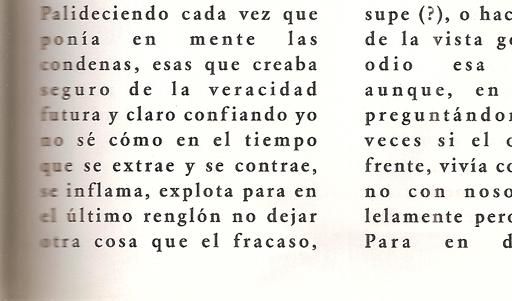 Palideciendo cada vez que
ponía en mente las
condenas, esas que creaba
seguro de la veracidad
futura y claro confiando yo
no sé cómo en el tiempo
que se extrae y se contrae,
se inflama, explota para en
el último renglón no dejar
otra cosa que el fracaso,
supe (?), o hac
de la vista g
odio esa
aunque, en
preguntándo
veces si el
frente, vivía co
no con noso
lelamente pero
Para en d